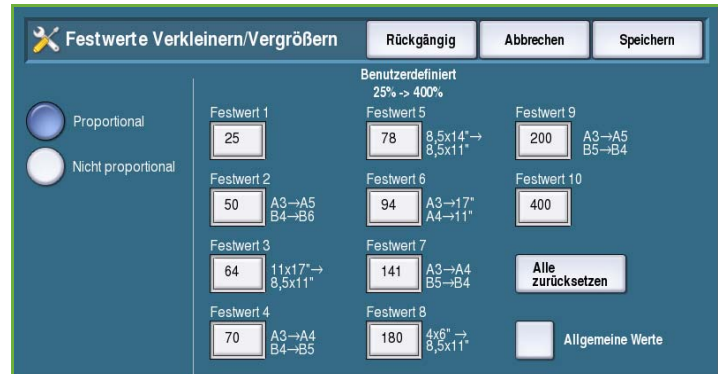 Festwerte Verkleinern/Vergrößern
Rückgängig
Abbrechen
Speichern
Benutzerdefiniert
25% -> 400%
Proportional
Nicht proportional
Festwert 1
25
Festwert 2
50
A3→A5
B4→B6
Festwert 3
64
11x17"→
8,5x11"
Festwert 4
70
A3→A4
B4→B5
Festwert 5
78
8,5x14"→
8,5x11"
Festwert 6
94
A3→17"
A4→11"
Festwert 7
141
A3→A4
B5→B4
Festwert 8
180
4x6" →
8,5x11"
Festwert 9
200
A3→A5
B5→B4
Festwert 10
400
Alle
zurücksetzen
Allgemeine Werte